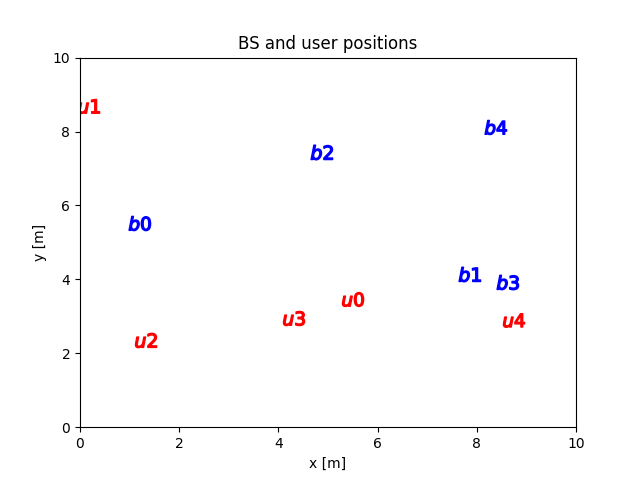 BS and user positions
10
8
6
4
2
0
y [m]
u1
b4
b2
b0
b1
b3
u0
u3
u4
u2
0 2 4 6 8 10
x [m]